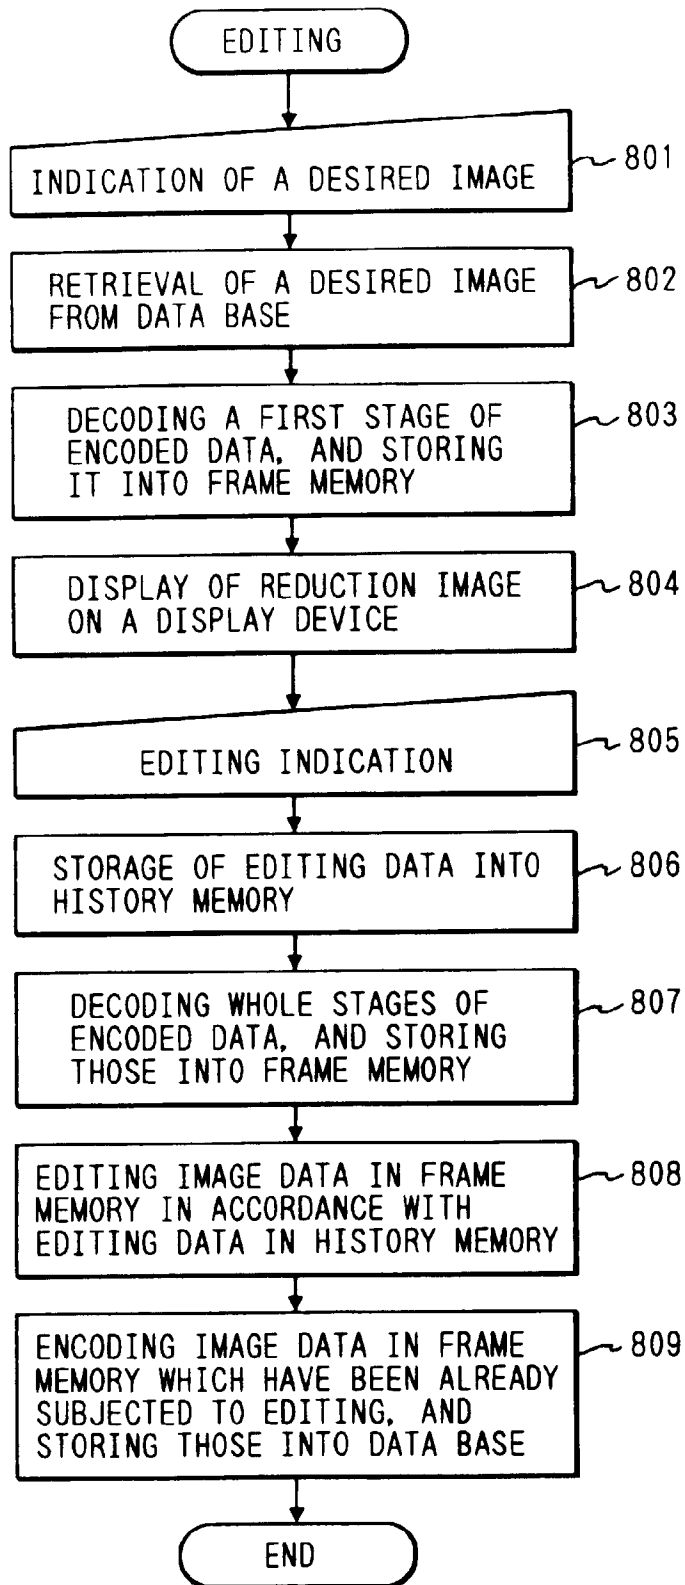 EDITING
INDICATION OF A DESIRED IMAGE
801
RETRIEVAL OF A DESIRED IMAGE
FROM DATA BASE
802
DECODING A FIRST STAGE OF
ENCODED DATA, AND STORING
IT INTO FRAME MEMORY
803
DISPLAY OF REDUCTION IMAGE
ON A DISPLAY DEVICE
804
EDITING INDICATION
805
STORAGE OF EDITING DATA INTO
HISTORY MEMORY
806
DECODING WHOLE STAGES OF
ENCODED DATA, AND STORING
THOSE INTO FRAME MEMORY
807
EDITING IMAGE DATA IN FRAME
MEMORY IN ACCORDANCE WITH
EDITING DATA IN HISTORY MEMORY
808
ENCODING IMAGE DATA IN FRAME
MEMORY WHICH HAVE BEEN ALREADY
SUBJECTED TO EDITING, AND
STORING THOSE INTO DATA BASE
809
END